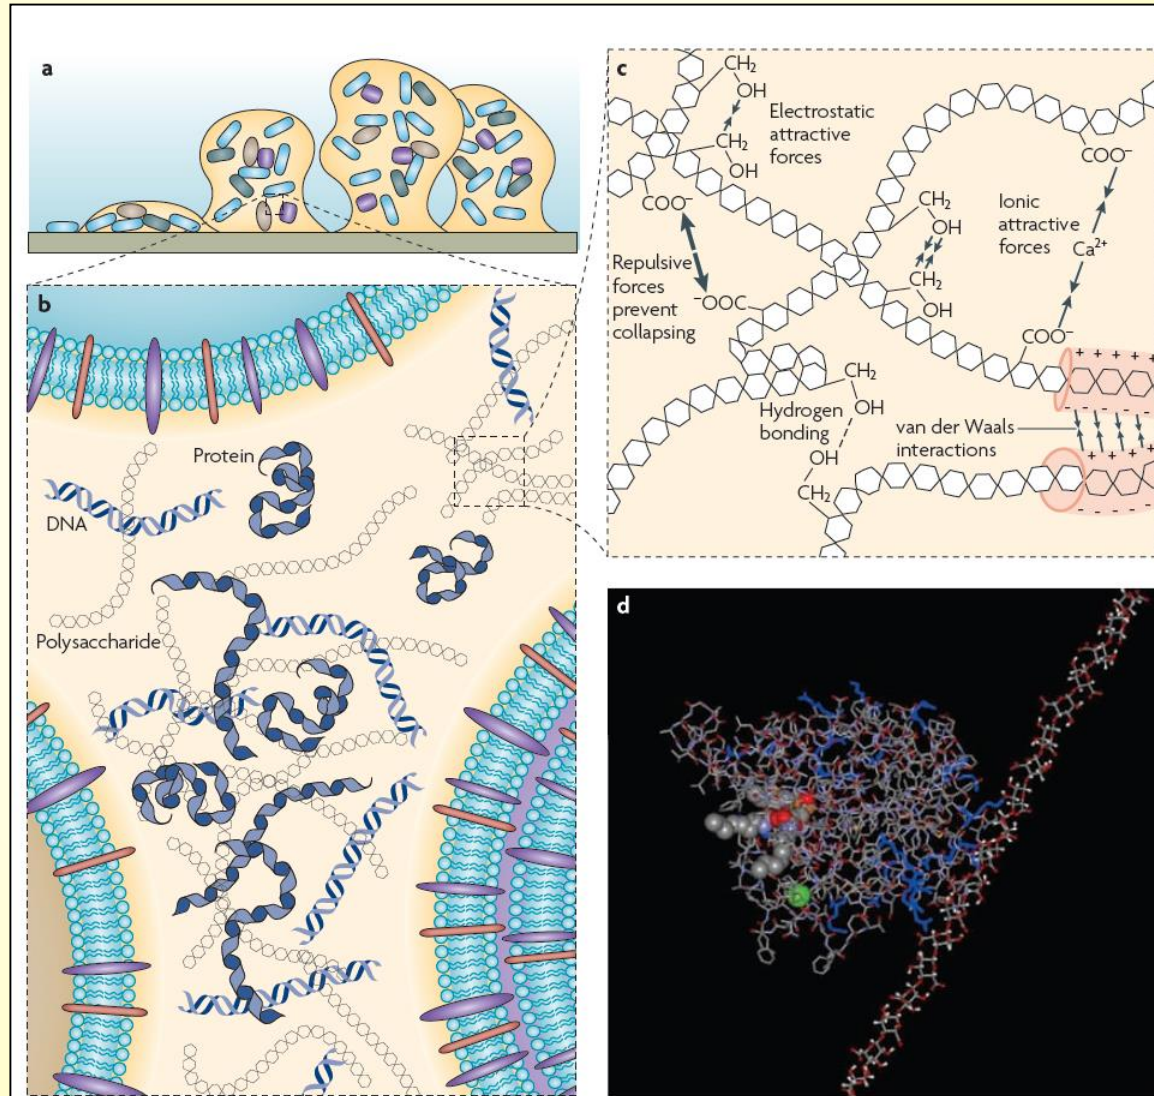 a
b
Protein
DNA
Polysaccharide
c
CH₂
OH
CH₂
OH
Electrostatic
attractive
forces
COO⁻
Repulsive
forces
prevent
collapsing
⁻OOC
CH₂
OH
CH₂
OH
Ionic
attractive
forces
COO⁻
Ca²⁺
COO⁻
CH₂
OH
Hydrogen
bonding
OH
CH₂
van der Waals
interactions
+ + + + +
- - - - -
+ + + + +
- - - - -
d